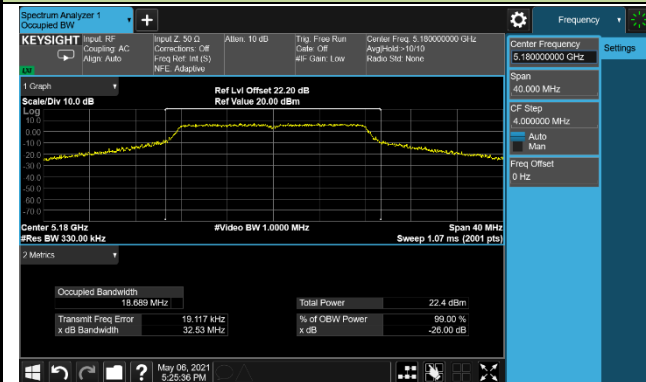 Spectrum Analyzer 1
Occupied BW
+
Frequency
KEYSIGHT
Input: RF
Coupling: AC
Align: Auto
Input Z: 50 Ω
Corrections: Off
Freq Ref: Int (S)
NFE: Adaptive
Atten: 10 dB
Trig: Free Run
Gate: Off
#IF Gain: Low
Center Freq: 5.180000000 GHz
Avg|Hold:>10/10
Radio Std: None
Center Frequency
5.180000000 GHz
Settings
Span
40.000 MHz
CF Step
4.000000 MHz
Auto
Man
Freq Offset
0 Hz
1 Graph
Scale/Div 10.0 dB
Ref Lvl Offset 22.20 dB
Ref Value 20.00 dBm
Log
10.0
0.00
-10.0
-20.0
-30.0
-40.0
-50.0
-60.0
-70.0
Center 5.18 GHz
#Video BW 1.0000 MHz
Span 40 MHz
#Res BW 330.00 kHz
Sweep 1.07 ms (2001 pts)
2 Metrics
Occupied Bandwidth
18.689 MHz
Total Power 22.4 dBm
Transmit Freq Error 19.117 kHz
% of OBW Power 99.00 %
x dB Bandwidth 32.53 MHz
x dB -26.00 dB
?
May 06, 2021
5:25:36 PM